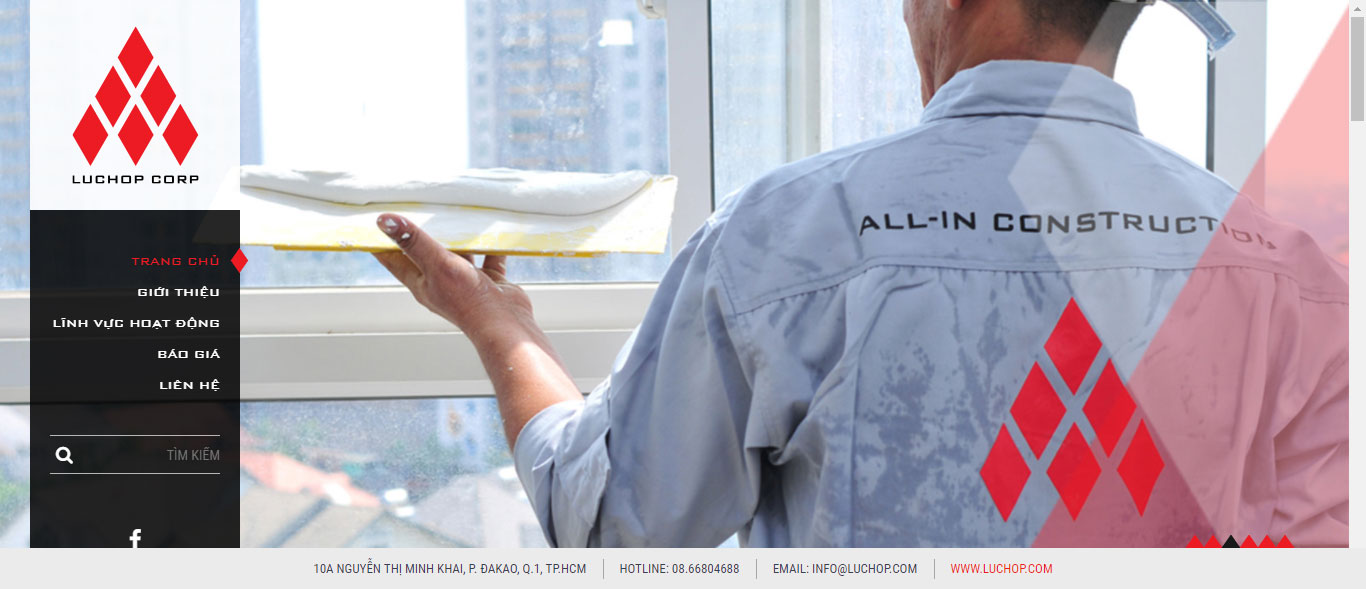 LUCHOP CORP
TRANG CHỦ
GIỚI THIỆU
LĨNH VỰC HOẠT ĐỘNG
BÁO GIÁ
LIÊN HỆ
TÌM KIẾM
ALL-IN CONSTRUCTION
10A NGUYỄN THỊ MINH KHAI, P. ĐAKAO, Q.1, TP.HCM HOTLINE: 08.66804688 EMAIL: INFO@LUCHOP.COM WWW.LUCHOP.COM